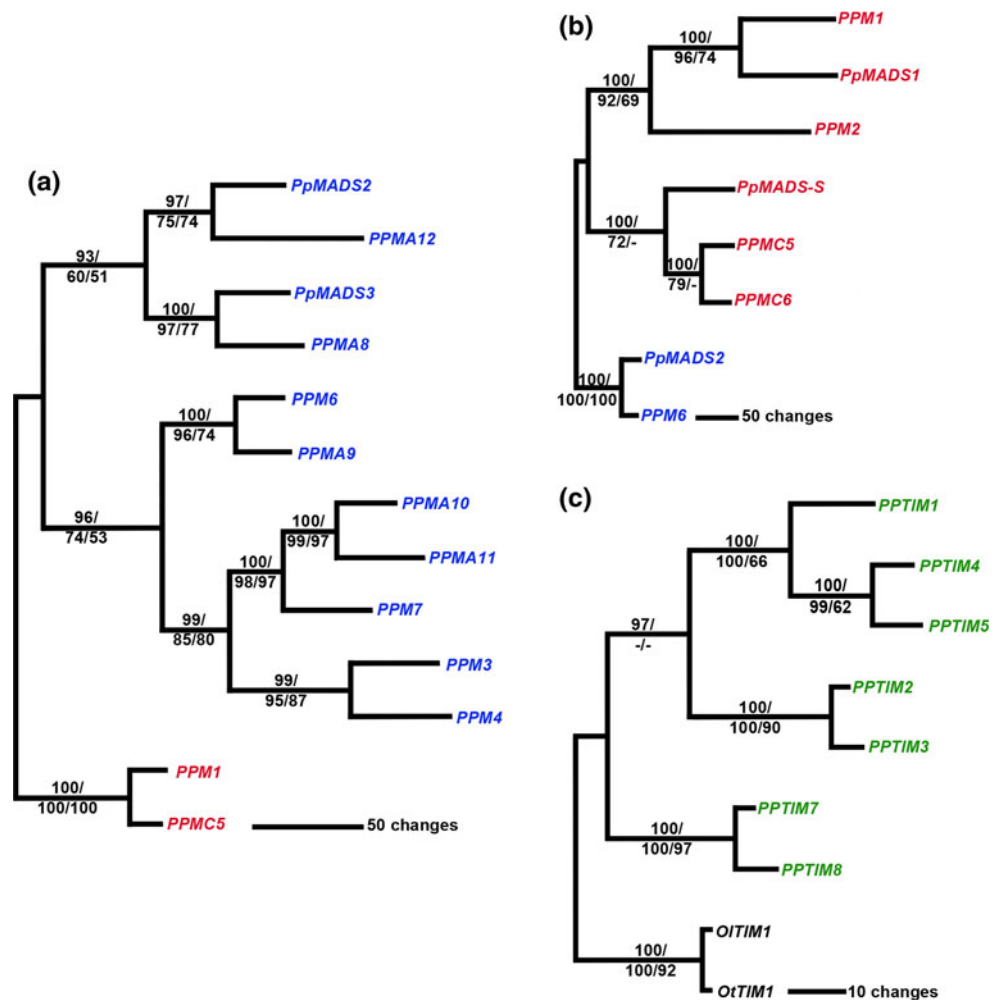 (a)
PpMADS2
97/
75/74
PPMA12
93/
60/51
PpMADS3
100/
97/77
PPMA8
PPM6
100/
96/74
PPMA9
96/
74/53
PPMA10
100/
99/97
PPMA11
100/
98/97
PPM7
99/
85/80
PPM3
99/
95/87
PPM4
PPM1
100/
100/100
PPMC5
50 changes
(b)
PPM1
100/
96/74
PpMADS1
100/
92/69
PPM2
PpMADS-S
100/
72/-
PPMC5
100/
79/-
PPMC6
PpMADS2
100/
100/100
PPM6
50 changes
(c)
PPTIM1
100/
100/66
PPTIM4
100/
99/62
PPTIM5
97/
-/-
PPTIM2
100/
100/90
PPTIM3
PPTIM7
100/
100/97
PPTIM8
OlTIM1
100/
100/92
OtTIM1
10 changes